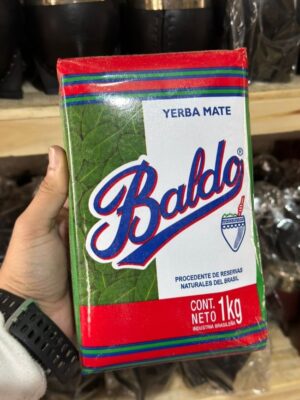 YERBA MATE
Baldo®
PROCEDENTE DE RESERVAS
NATURALES DEL BRASIL
CONT.
NETO 1kg
INDUSTRIA BRASILEÑA